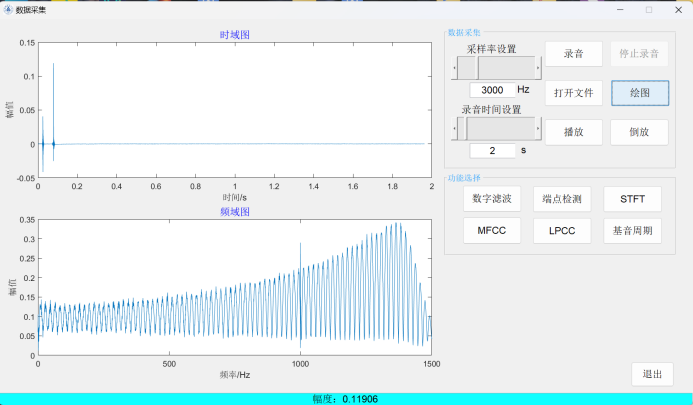 数据采集
时域图
0.15
0.1
0.05
0
-0.05
幅值
0 0.2 0.4 0.6 0.8 1 1.2 1.4 1.6 1.8 2
时间/s
频域图
0.35
0.3
0.25
0.2
0.15
0.1
0.05
0
幅值
0 500 1000 1500
频率/Hz
数据采集
采样率设置
3000 Hz
录音时间设置
2 s
录音 停止录音
打开文件 绘图
播放 倒放
功能选择
数字滤波 端点检测 STFT
MFCC LPCC 基音周期
退出
幅度：0.11906